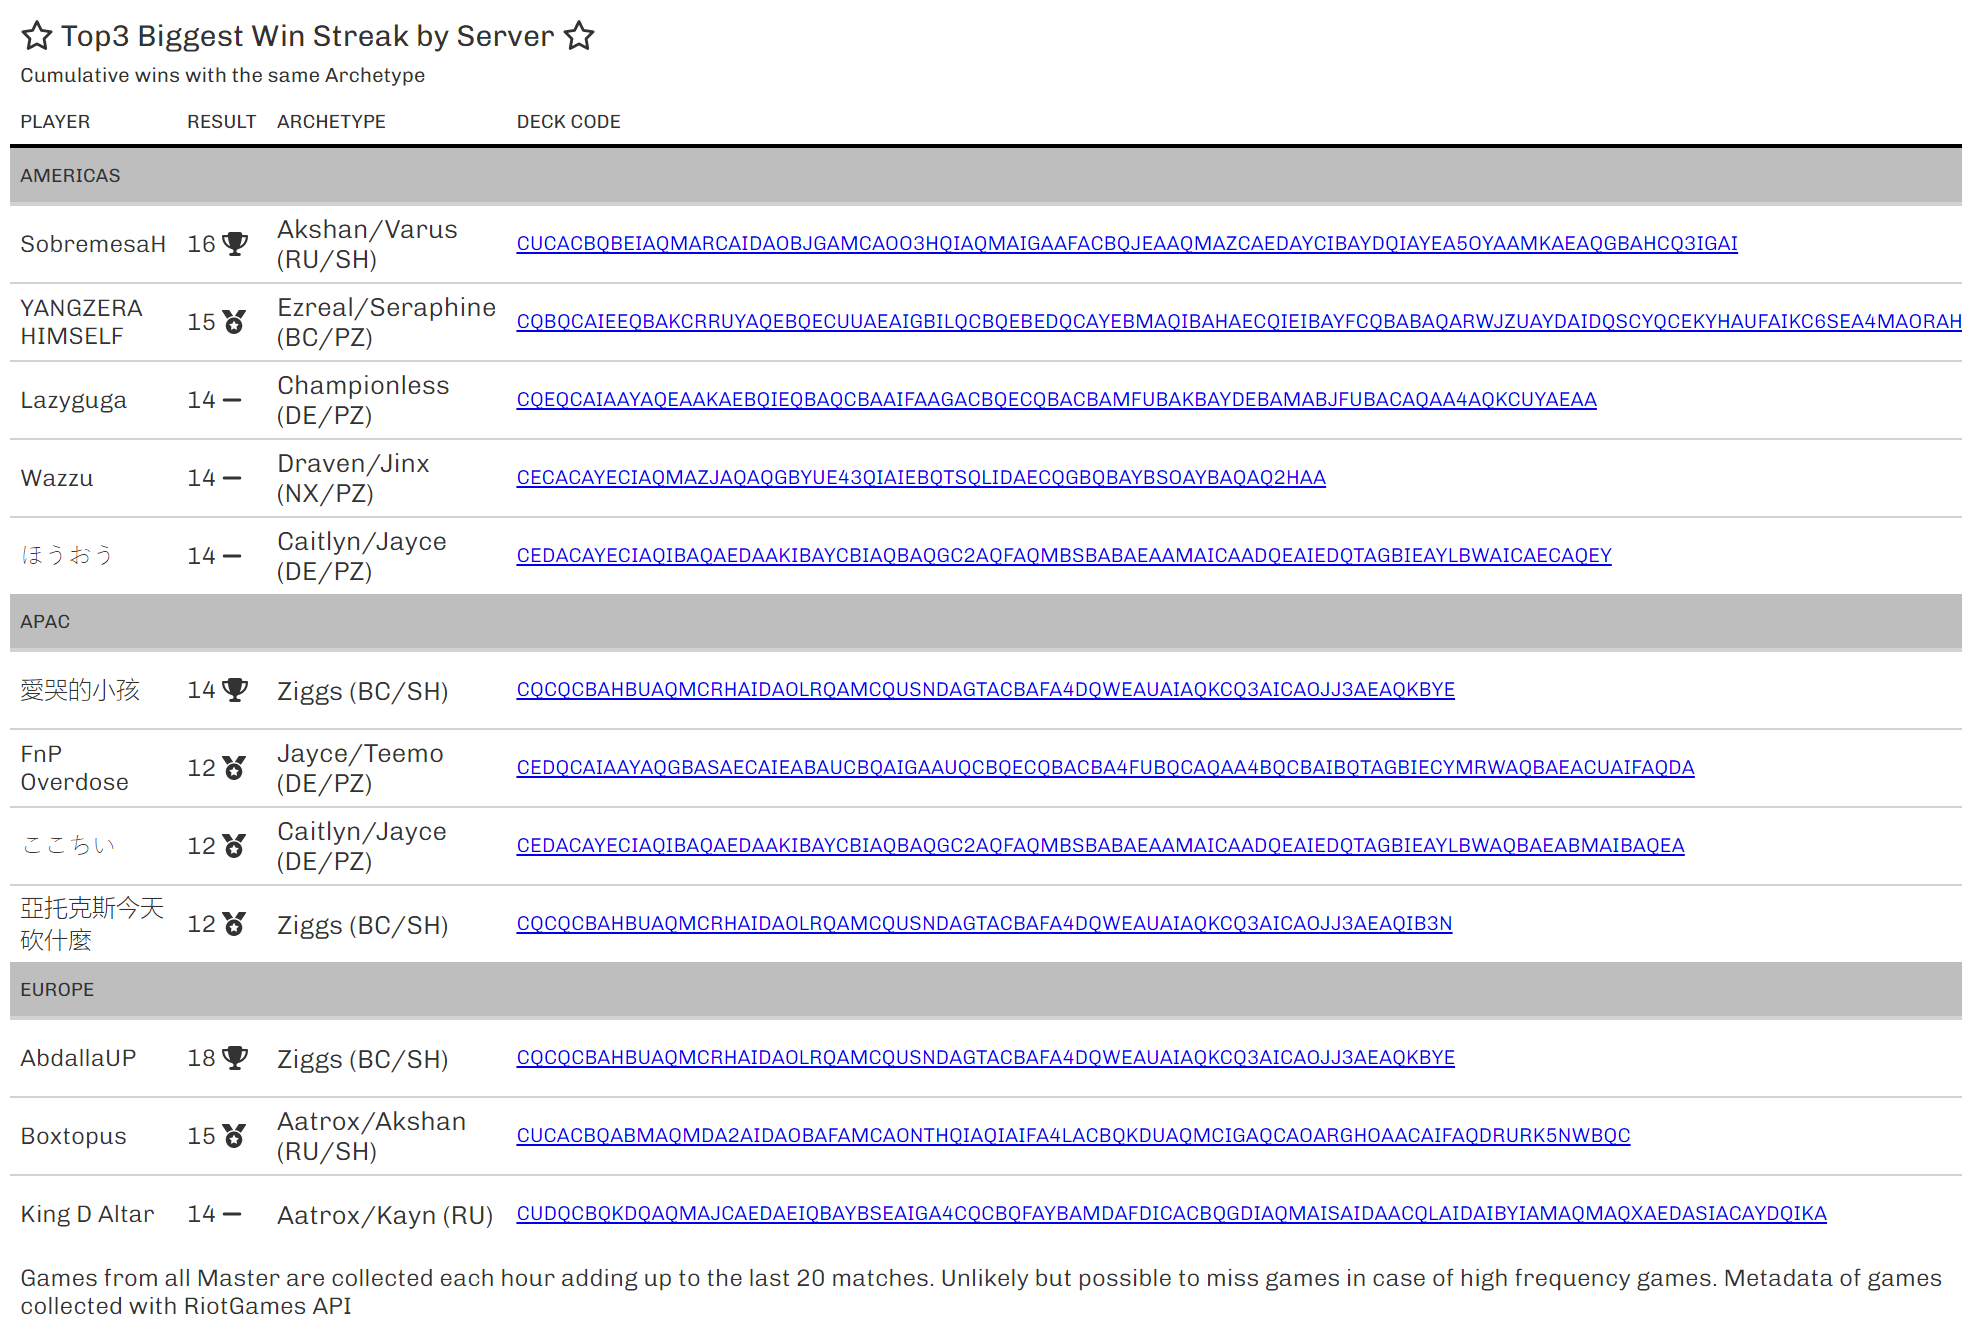 ☆ Top3 Biggest Win Streak by Server ☆
Cumulative wins with the same Archetype
PLAYER RESULT ARCHETYPE DECK CODE
AMERICAS
SobremesaH 16 Akshan/Varus (RU/SH) CUCACBQBEIAQMARCAIDAOBJGAMCAOO3HQIAQMAIGAAFACBQJEAAQMAZCAEDAYCIBAYDQIAYEA5OYAAMKAEAQGBAHCQ3IGAI
YANGZERA HIMSELF 15 Ezreal/Seraphine (BC/PZ) CQBQCAIEEQBAKCRRUYAQEBQECUUAEAIGBILQCBQEBEDQCAYEBMAQIBAHAECQIEIBAYFCQBABAQARWJZUAYDAIDQSCYQCEKYHAUFAIKC6SEA4MAORAH
Lazyguga 14 Championless (DE/PZ) CQEQCAIAAYAQEAAKAEBQIEQBAQCBAAIFAAGACBQECQBACBAMFUBAKBAYDEBAMABJFUBACAQAA4AQKCUYAEAA
Wazzu 14 Draven/Jinx (NX/PZ) CECACAYECIAQMAZJAQAQGBYUE43QIAIEBQTSQLIDAECQGBQBAYBSOAYBAQAQ2HAA
ほうおう 14 Caitlyn/Jayce (DE/PZ) CEDACAYECIAQIBAQAEDAAKIBAYCBIAQBAQGC2AQFAQMBSBABAEAAMAICAADQEAIEDQTAGBIEAYLBWAICAECAQEY
APAC
愛哭的小孩 14 Ziggs (BC/SH) CQCQCBAHBUAQMCRHAIDAOLRQAMCQUSNDAGTACBAFA4DQWEAUAIAQKCQ3AICAOJJ3AEAQKBYE
FnP Overdose 12 Jayce/Teemo (DE/PZ) CEDQCAIAAYAQGBASAECAIEABAUCBQAIGAAUQCBQECQBACBA4FUBQCAQAA4BQCBAIBQTAGBIECYMRWAQBAEACUAIFAQDA
ここちい 12 Caitlyn/Jayce (DE/PZ) CEDACAYECIAQIBAQAEDAAKIBAYCBIAQBAQGC2AQFAQMBSBABAEAAMAICAADQEAIEDQTAGBIEAYLBWAQBAEABMAIBAQEA
亞托克斯今天砍什麼 12 Ziggs (BC/SH) CQCQCBAHBUAQMCRHAIDAOLRQAMCQUSNDAGTACBAFA4DQWEAUAIAQKCQ3AICAOJJ3AEAQIB3N
EUROPE
AbdallaUP 18 Ziggs (BC/SH) CQCQCBAHBUAQMCRHAIDAOLRQAMCQUSNDAGTACBAFA4DQWEAUAIAQKCQ3AICAOJJ3AEAQKBYE
Boxtopus 15 Aatrox/Akshan (RU/SH) CUCACBQABMAQMDA2AIDAOBAFAMCAONTHQIAQIAIFA4LACBQKDUAQMCIGAQCAOARGHOAACAIFAQDRURK5NWBQC
King D Altar 14 Aatrox/Kayn (RU) CUDQCBQKDQAQMAJCAEDAEIQBAYBSEAIGA4CQCBQFAYBAMDAFDICACBQGDIAQMAISAIDAACQLAIDAIBYIAMAQMAQXAEDASIACAYDQIKA
Games from all Master are collected each hour adding up to the last 20 matches. Unlikely but possible to miss games in case of high frequency games. Metadata of games
collected with RiotGames API